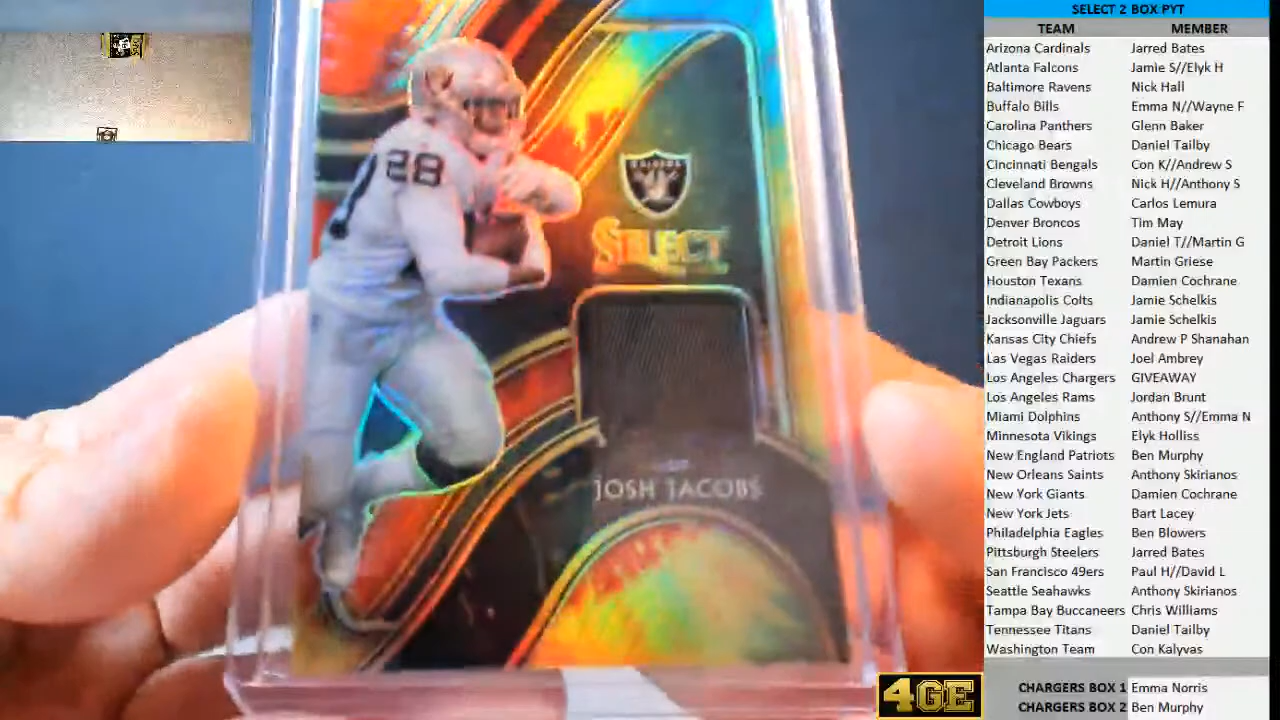 SELECT 2 BOX PYT
TEAM MEMBER
Arizona Cardinals Jarred Bates
Atlanta Falcons Jamie S//Elyk H
Baltimore Ravens Nick Hall
Buffalo Bills Emma N//Wayne F
Carolina Panthers Glenn Baker
Chicago Bears Daniel Tailby
Cincinnati Bengals Con K//Andrew S
Cleveland Browns Nick H//Anthony S
Dallas Cowboys Carlos Lemura
Denver Broncos Tim May
Detroit Lions Daniel T//Martin G
Green Bay Packers Martin Griese
Houston Texans Damien Cochrane
Indianapolis Colts Jamie Schelkis
Jacksonville Jaguars Jamie Schelkis
Kansas City Chiefs Andrew P Shanahan
Las Vegas Raiders Joel Ambrey
Los Angeles Chargers GIVEAWAY
Los Angeles Rams Jordan Brunt
Miami Dolphins Anthony S//Emma N
Minnesota Vikings Elyk Holliss
New England Patriots Ben Murphy
New Orleans Saints Anthony Skirianos
New York Giants Damien Cochrane
New York Jets Bart Lacey
Philadelphia Eagles Ben Blowers
Pittsburgh Steelers Jarred Bates
San Francisco 49ers Paul H//David L
Seattle Seahawks Anthony Skirianos
Tampa Bay Buccaneers Chris Williams
Tennessee Titans Daniel Tailby
Washington Team Con Kalyvas
CHARGERS BOX 1 Emma Norris
CHARGERS BOX 2 Ben Murphy
28
RAIDERS
SELECT
JOSH JACOBS
4GE